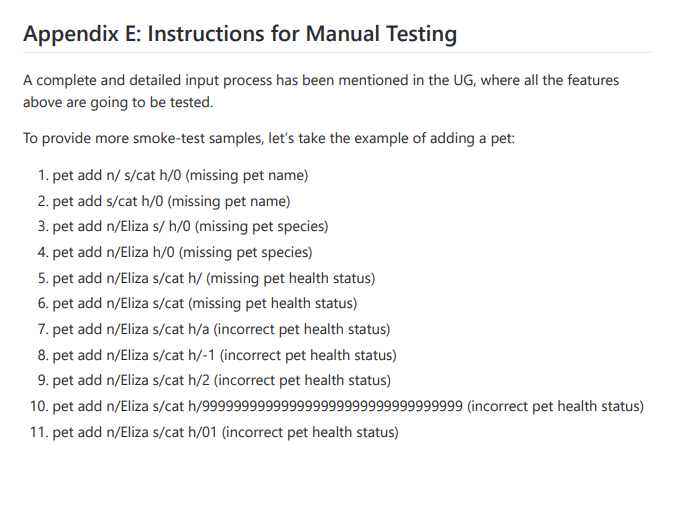 Appendix E: Instructions for Manual Testing
A complete and detailed input process has been mentioned in the UG, where all the features
above are going to be tested.
To provide more smoke-test samples, let’s take the example of adding a pet:
1. pet add n/ s/cat h/0 (missing pet name)
2. pet add s/cat h/0 (missing pet name)
3. pet add n/Eliza s/ h/0 (missing pet species)
4. pet add n/Eliza h/0 (missing pet species)
5. pet add n/Eliza s/cat h/ (missing pet health status)
6. pet add n/Eliza s/cat (missing pet health status)
7. pet add n/Eliza s/cat h/a (incorrect pet health status)
8. pet add n/Eliza s/cat h/-1 (incorrect pet health status)
9. pet add n/Eliza s/cat h/2 (incorrect pet health status)
10. pet add n/Eliza s/cat h/9999999999999999999999999999999999 (incorrect pet health status)
11. pet add n/Eliza s/cat h/01 (incorrect pet health status)